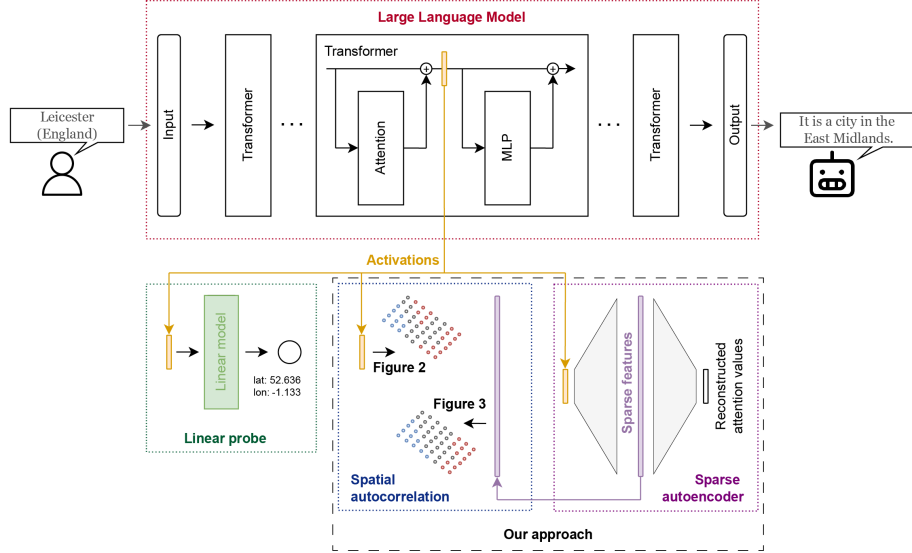 Large Language Model
Transformer
Leicester
(England)
Input
Transformer
...
Attention
MLP
...
Transformer
Output
It is a city in the
East Midlands.
Activations
Linear model
lat: 52.636
lon: -1.133
Linear probe
Figure 2
Figure 3
Spatial
autocorrelation
Sparse features
Reconstructed
attention values
Sparse
autoencoder
Our approach